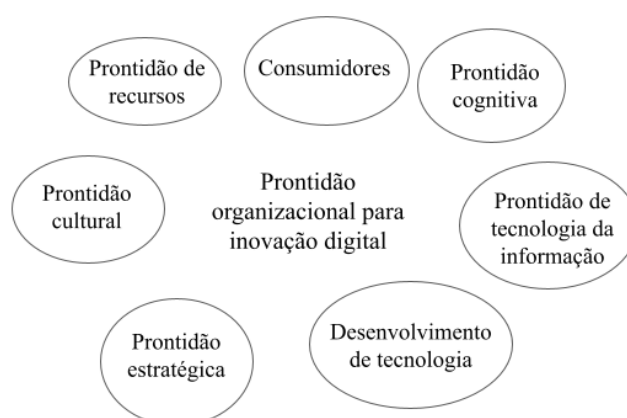 Prontidão de
recursos
Consumidores
Prontidão
cognitiva
Prontidão
cultural
Prontidão
organizacional para
inovação digital
Prontidão de
tecnologia da
informação
Prontidão
estratégica
Desenvolvimento
de tecnologia